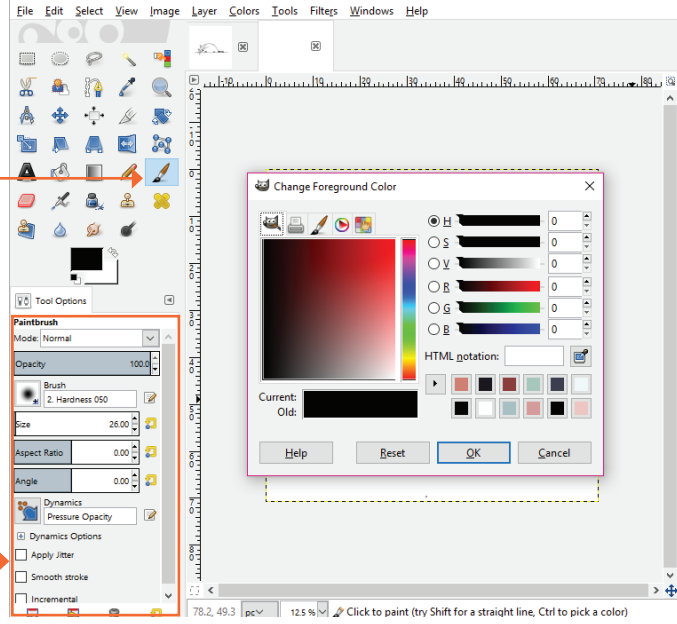 File Edit Select View Image Layer Colors Tools Filters Windows Help
Change Foreground Color
H 0
S 0
V 0
R 0
G 0
B 0
HTML notation:
Current:
Old:
Help Reset OK Cancel
Tool Options
Paintbrush
Mode: Normal
Opacity 100.0
Brush
2. Hardness 050
Size 26.00
Aspect Ratio 0.00
Angle 0.00
Dynamics
Pressure Opacity
Dynamics Options
Apply Jitter
Smooth stroke
Incremental
78.2, 49.3 pc 12.5 % Click to paint (try Shift for a straight line, Ctrl to pick a color)